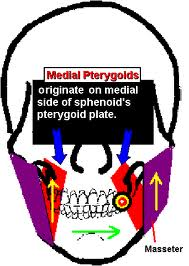 Medial Pterygoids
originate on medial
side of sphenoid's
pterygoid plate.
Masseter